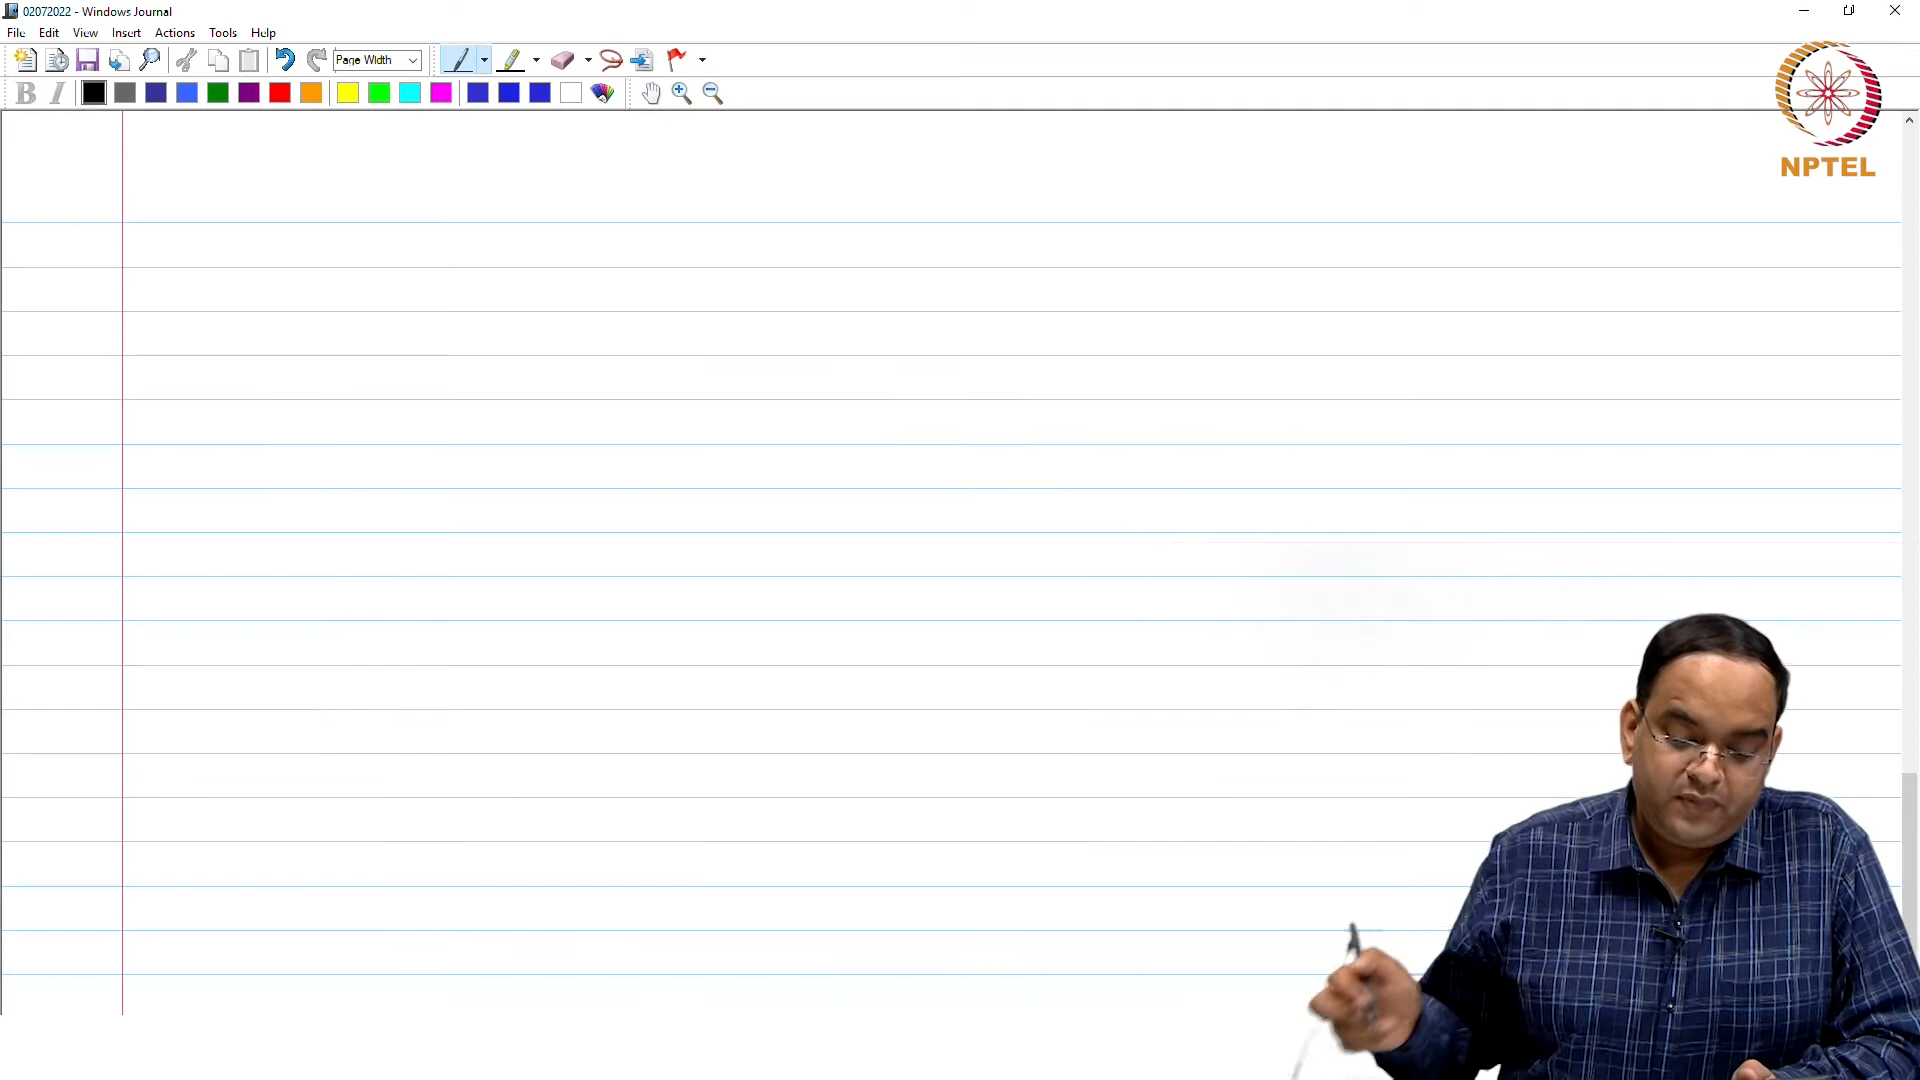 02072022 - Windows Journal
File Edit View Insert Actions Tools Help
Page Width
B I
NPTEL